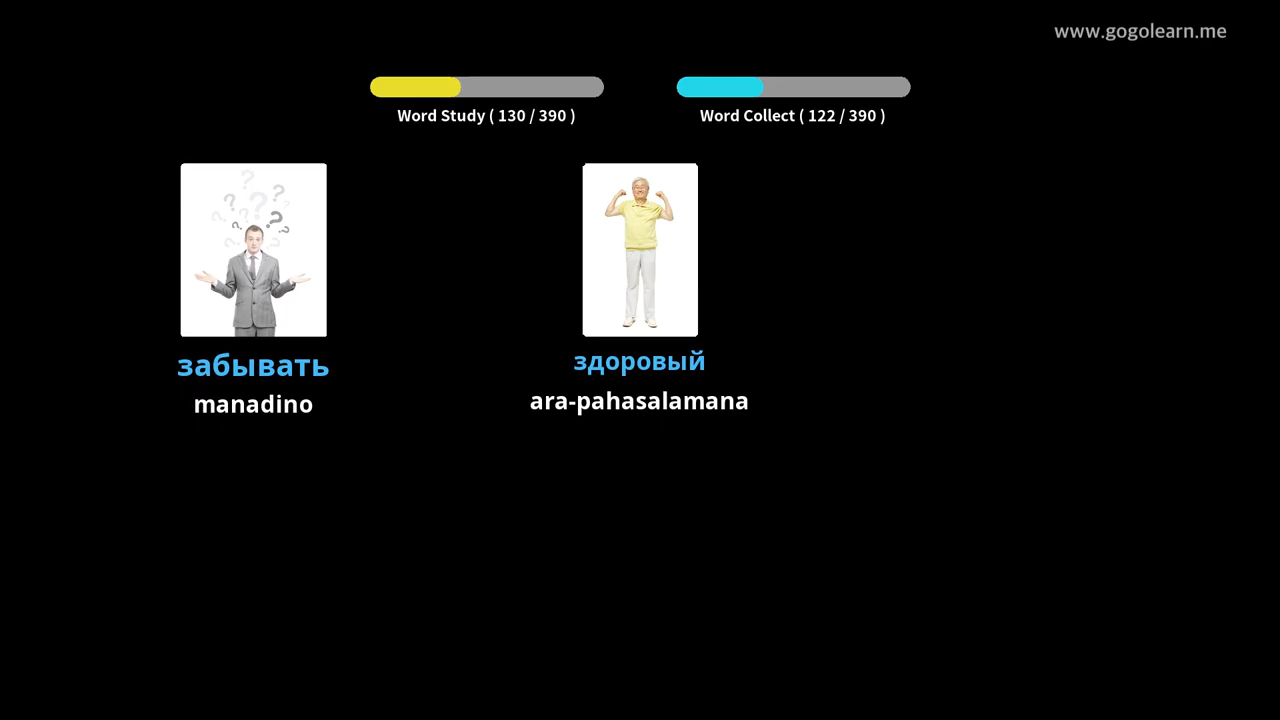 www.gogolearn.me
Word Study ( 130 / 390 )
Word Collect ( 122 / 390 )
забывать
manadino
здоровый
ara-pahasalamana